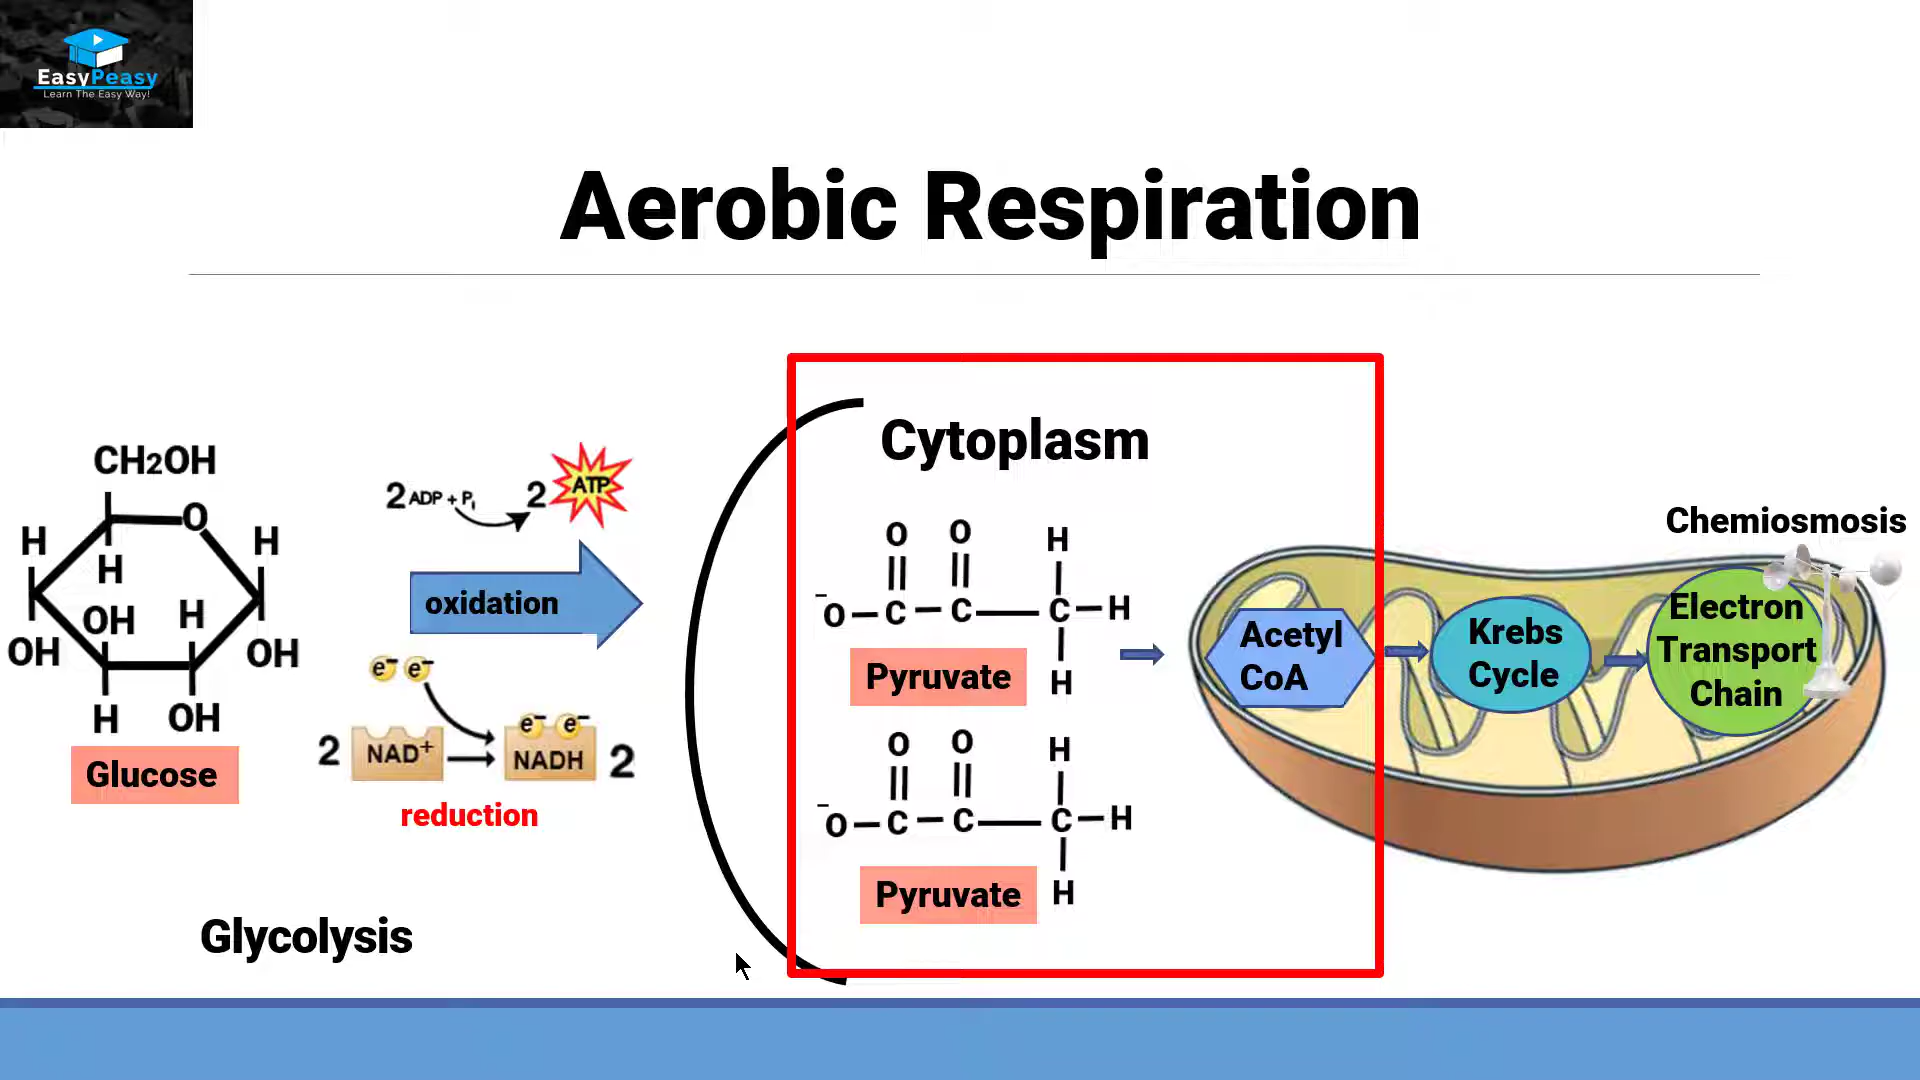 EasyPeasy
Learn The Easy Way!
Aerobic Respiration
CH2OH
O
H
H
H
OH
H
OH
OH
H
OH
Glucose
2 ADP + Pi
2 ATP
oxidation
e⁻ e⁻
2 NAD⁺
e⁻ e⁻
NADH 2
reduction
Glycolysis
Cytoplasm
O O H
⁻O C C C H
Pyruvate H
O O H
⁻O C C C H
Pyruvate H
Acetyl
CoA
Krebs
Cycle
Chemiosmosis
Electron
Transport
Chain